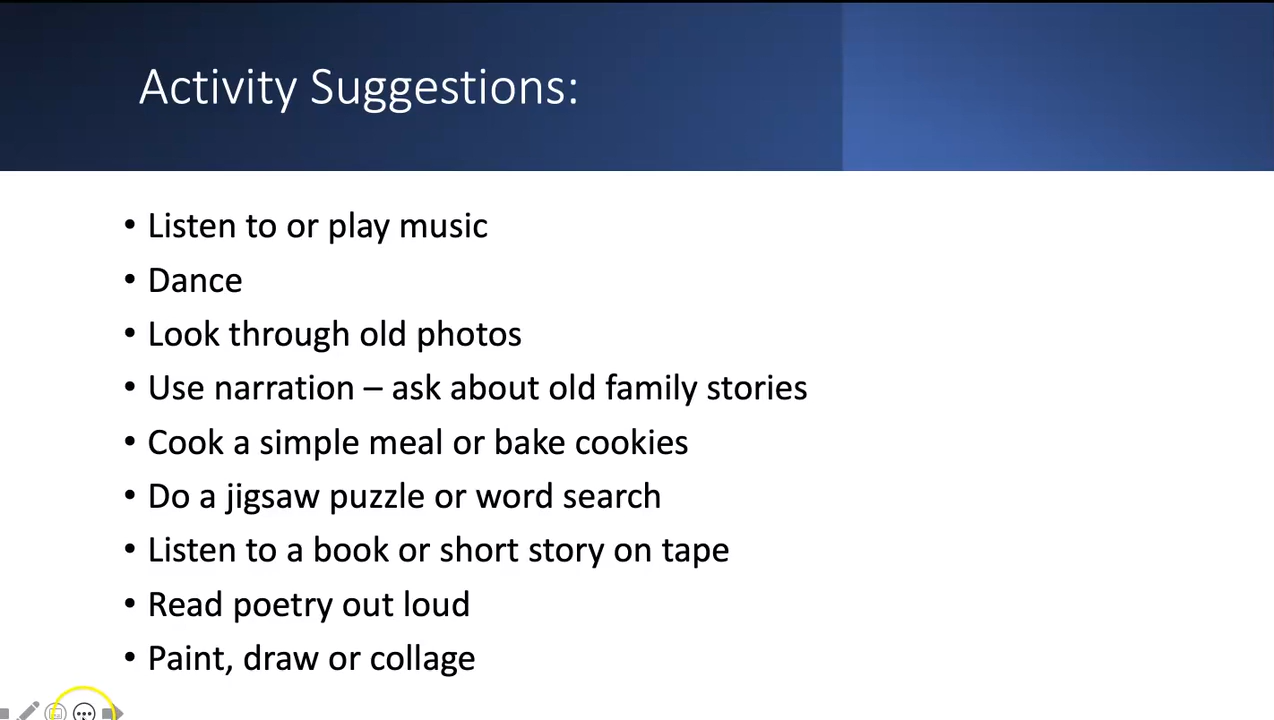 Activity Suggestions:
• Listen to or play music
• Dance
• Look through old photos
• Use narration – ask about old family stories
• Cook a simple meal or bake cookies
• Do a jigsaw puzzle or word search
• Listen to a book or short story on tape
• Read poetry out loud
• Paint, draw or collage